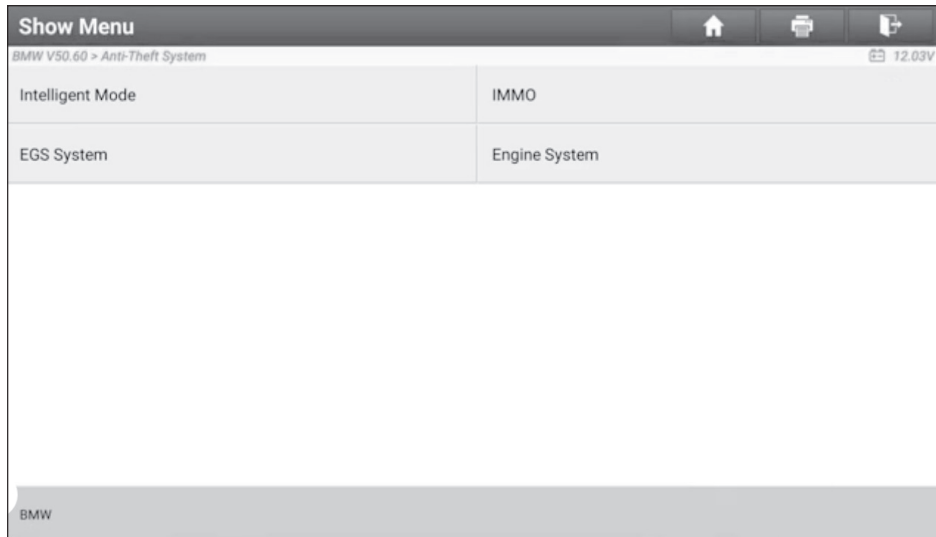 Show Menu
BMW V50.60 > Anti-Theft System
12.03V
Intelligent Mode
IMMO
EGS System
Engine System
BMW